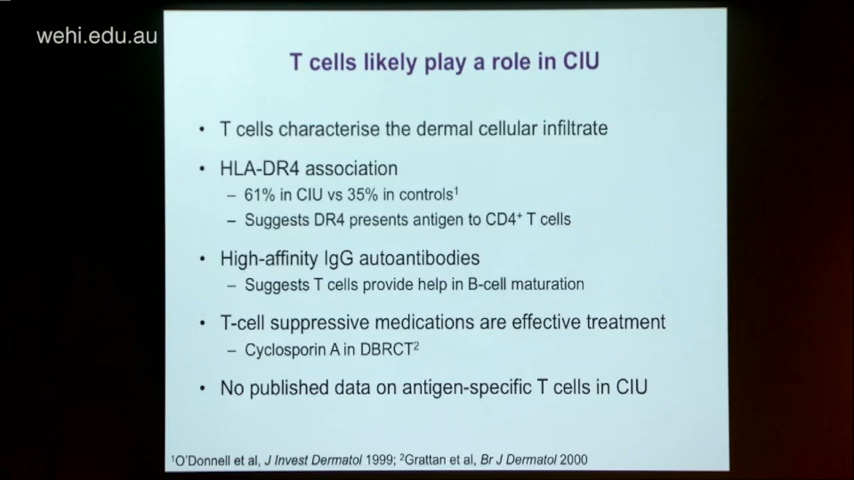 wehi.edu.au
T cells likely play a role in CIU
• T cells characterise the dermal cellular infiltrate
• HLA-DR4 association
– 61% in CIU vs 35% in controls¹
– Suggests DR4 presents antigen to CD4⁺ T cells
• High-affinity IgG autoantibodies
– Suggests T cells provide help in B-cell maturation
• T-cell suppressive medications are effective treatment
– Cyclosporin A in DBRCT²
• No published data on antigen-specific T cells in CIU
¹O'Donnell et al, J Invest Dermatol 1999; ²Grattan et al, Br J Dermatol 2000